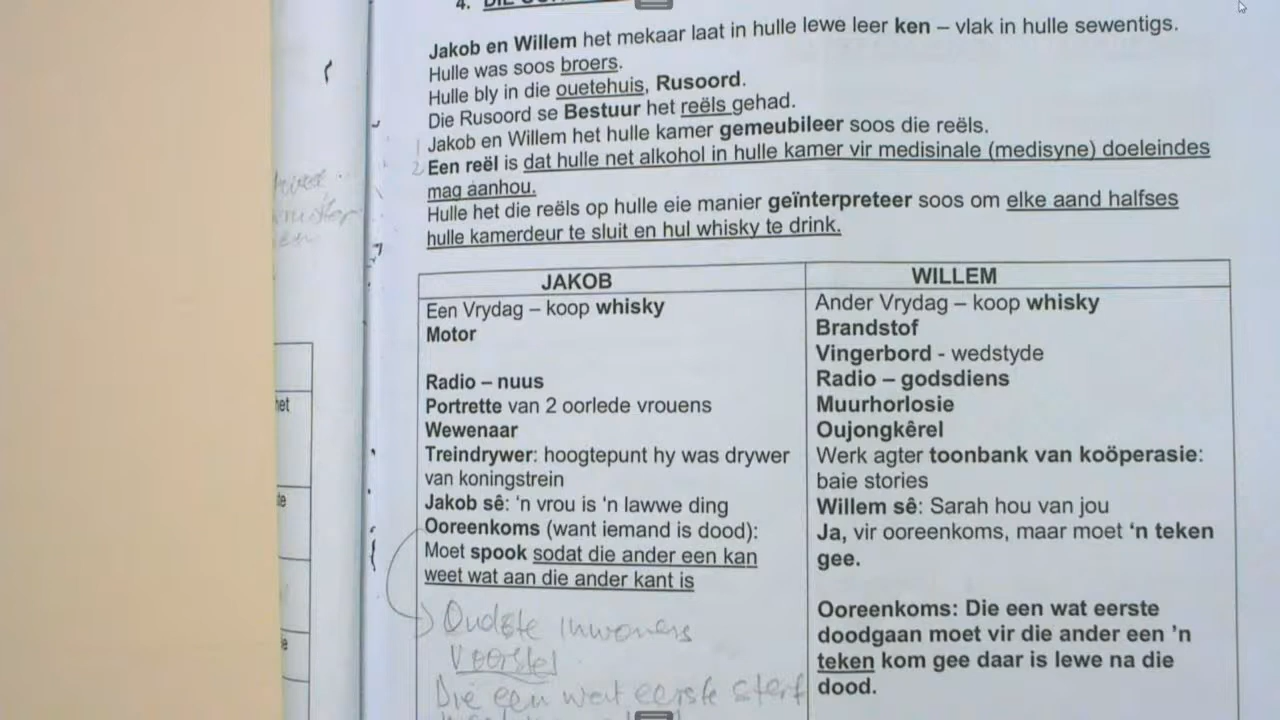 4.
Jakob en Willem het mekaar laat in hulle lewe leer ken – vlak in hulle sewentigs.
Hulle was soos broers.
Hulle bly in die ouetehuis, Rusoord.
Die Rusoord se Bestuur het reëls gehad.
1 Jakob en Willem het hulle kamer gemeubileer soos die reëls.
2 Een reël is dat hulle net alkohol in hulle kamer vir medisinale (medisyne) doeleindes
mag aanhou.
Hulle het die reëls op hulle eie manier geïnterpreteer soos om elke aand halfses
hulle kamerdeur te sluit en hul whisky te drink.
JAKOB
Een Vrydag – koop whisky
Motor
Radio – nuus
Portrette van 2 oorlede vrouens
Wewenaar
Treindrywer: hoogtepunt hy was drywer
van koningstrein
Jakob sê: 'n vrou is 'n lawwe ding
Ooreenkoms (want iemand is dood):
Moet spook sodat die ander een kan
weet wat aan die ander kant is
Oudste inwoners
Voorstel
Die een wat eerste sterf
WILLEM
Ander Vrydag – koop whisky
Brandstof
Vingerbord - wedstyde
Radio – godsdiens
Muurhorlosie
Oujongkêrel
Werk agter toonbank van koöperasie:
baie stories
Willem sê: Sarah hou van jou
Ja, vir ooreenkoms, maar moet 'n teken
gee.
Ooreenkoms: Die een wat eerste
doodgaan moet vir die ander een 'n
teken kom gee daar is lewe na die
dood.